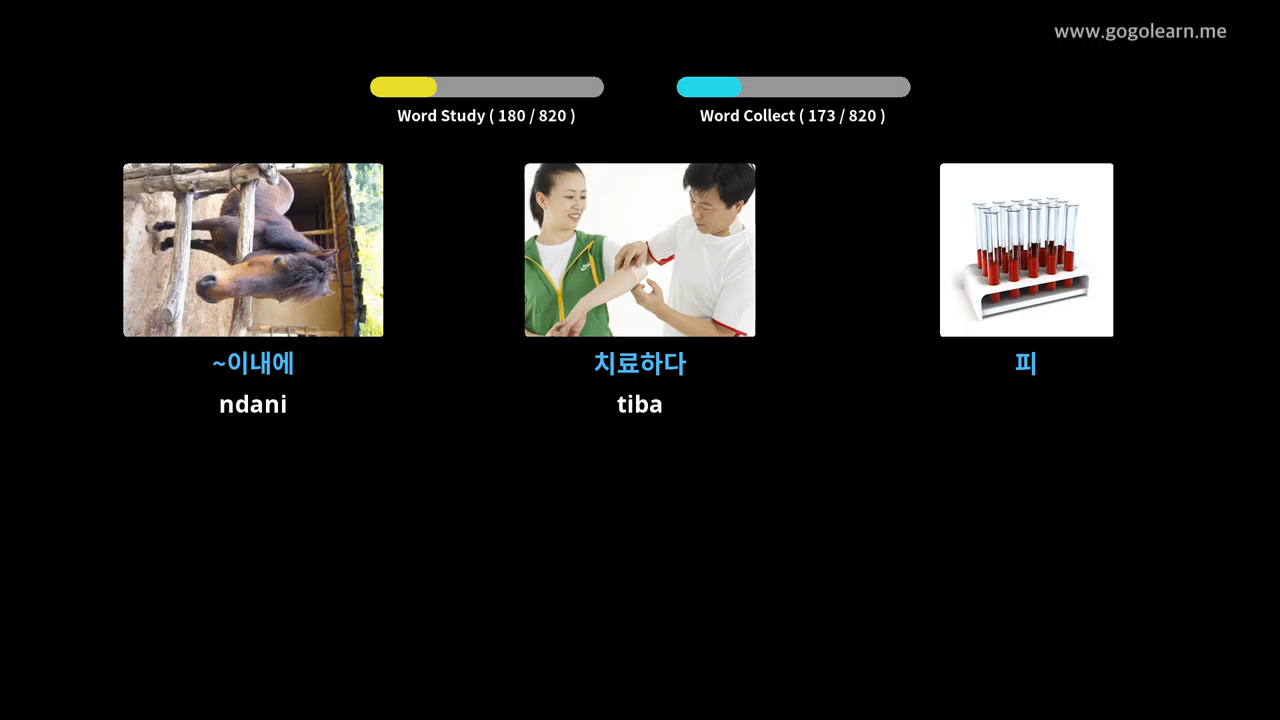 www.gogolearn.me
Word Study ( 180 / 820 )
Word Collect ( 173 / 820 )
~이내에
치료하다
피
ndani
tiba